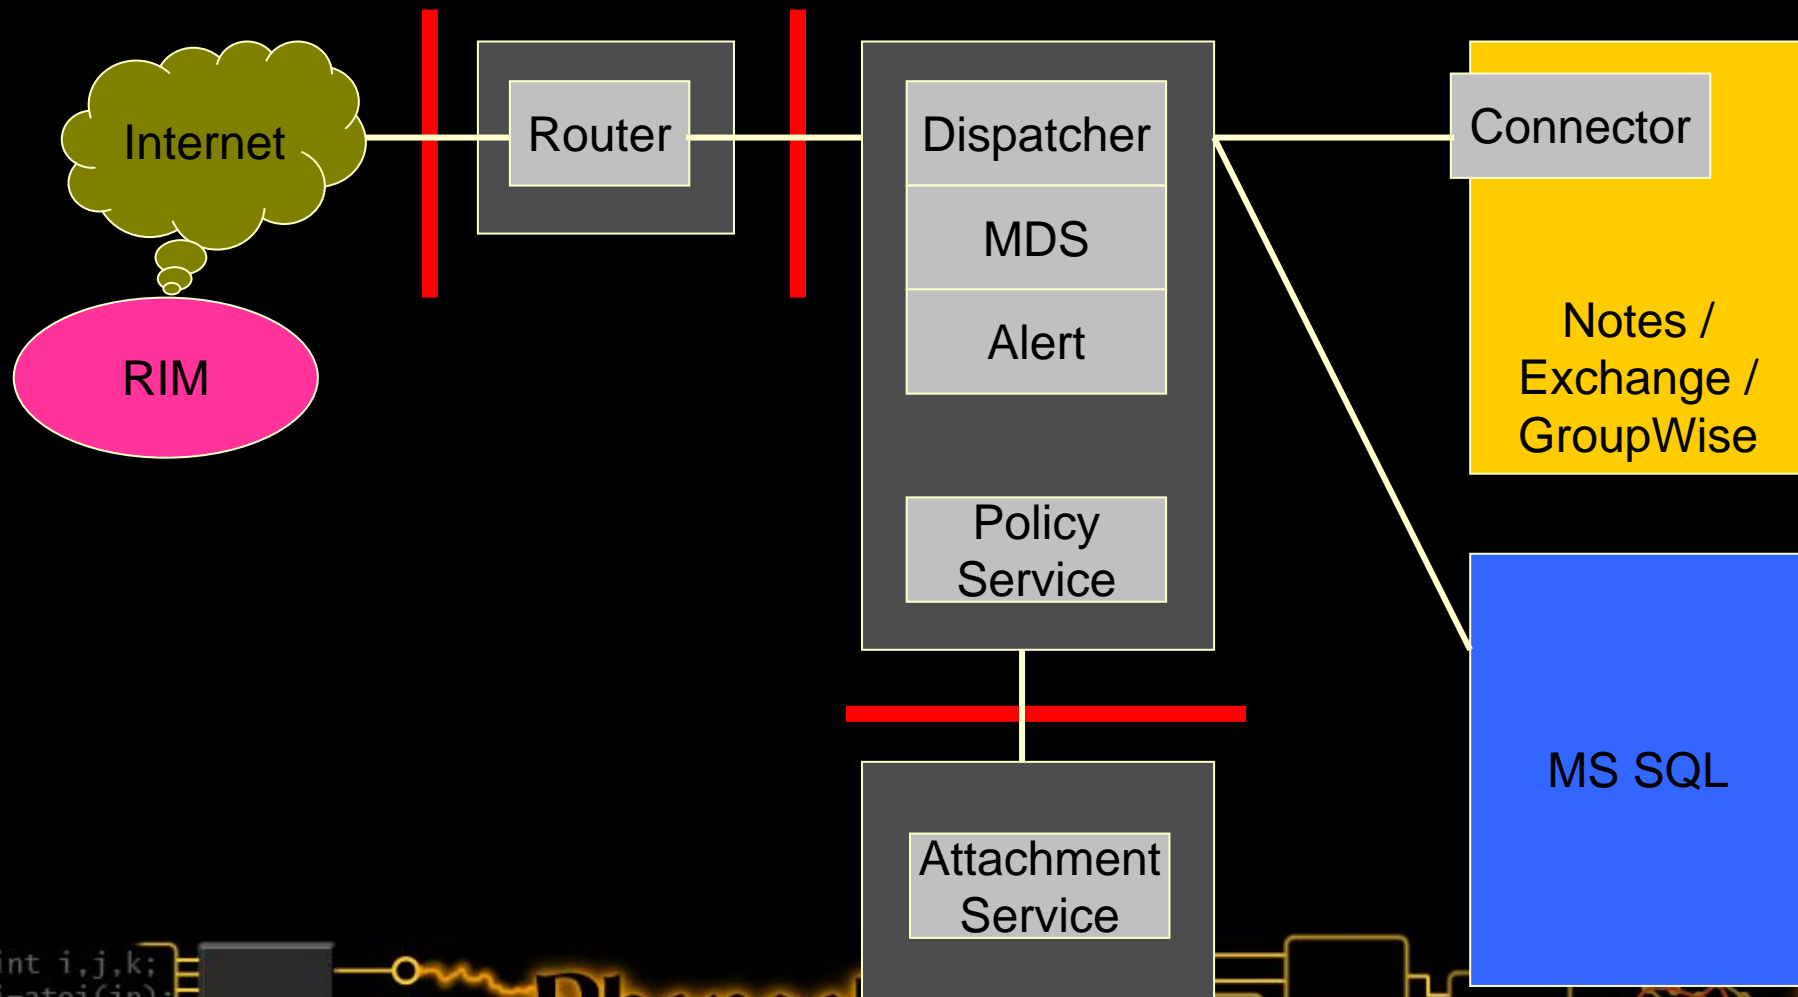 Internet
Router
Dispatcher
Connector
MDS
Alert
RIM
Notes /
Exchange /
GroupWise
Policy
Service
MS SQL
Attachment
Service
int i,j,k;